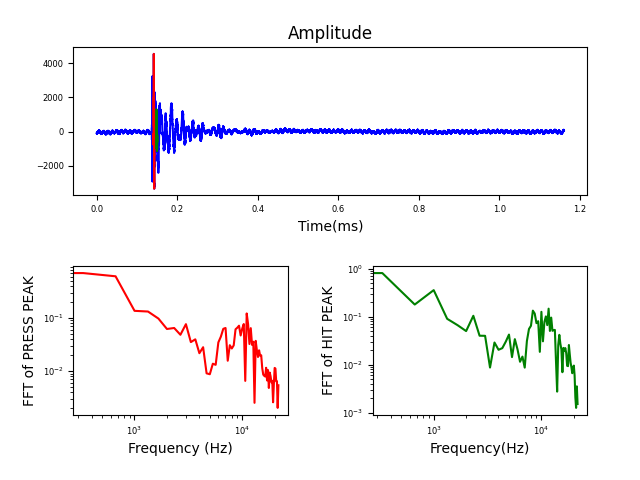 Amplitude
4000
2000
0
−2000
0.0 0.2 0.4 0.6 0.8 1.0 1.2
Time(ms)
FFT of PRESS PEAK
10⁻¹
10⁻²
10³ 10⁴
Frequency (Hz)
FFT of HIT PEAK
10⁰
10⁻¹
10⁻²
10⁻³
10³ 10⁴
Frequency(Hz)